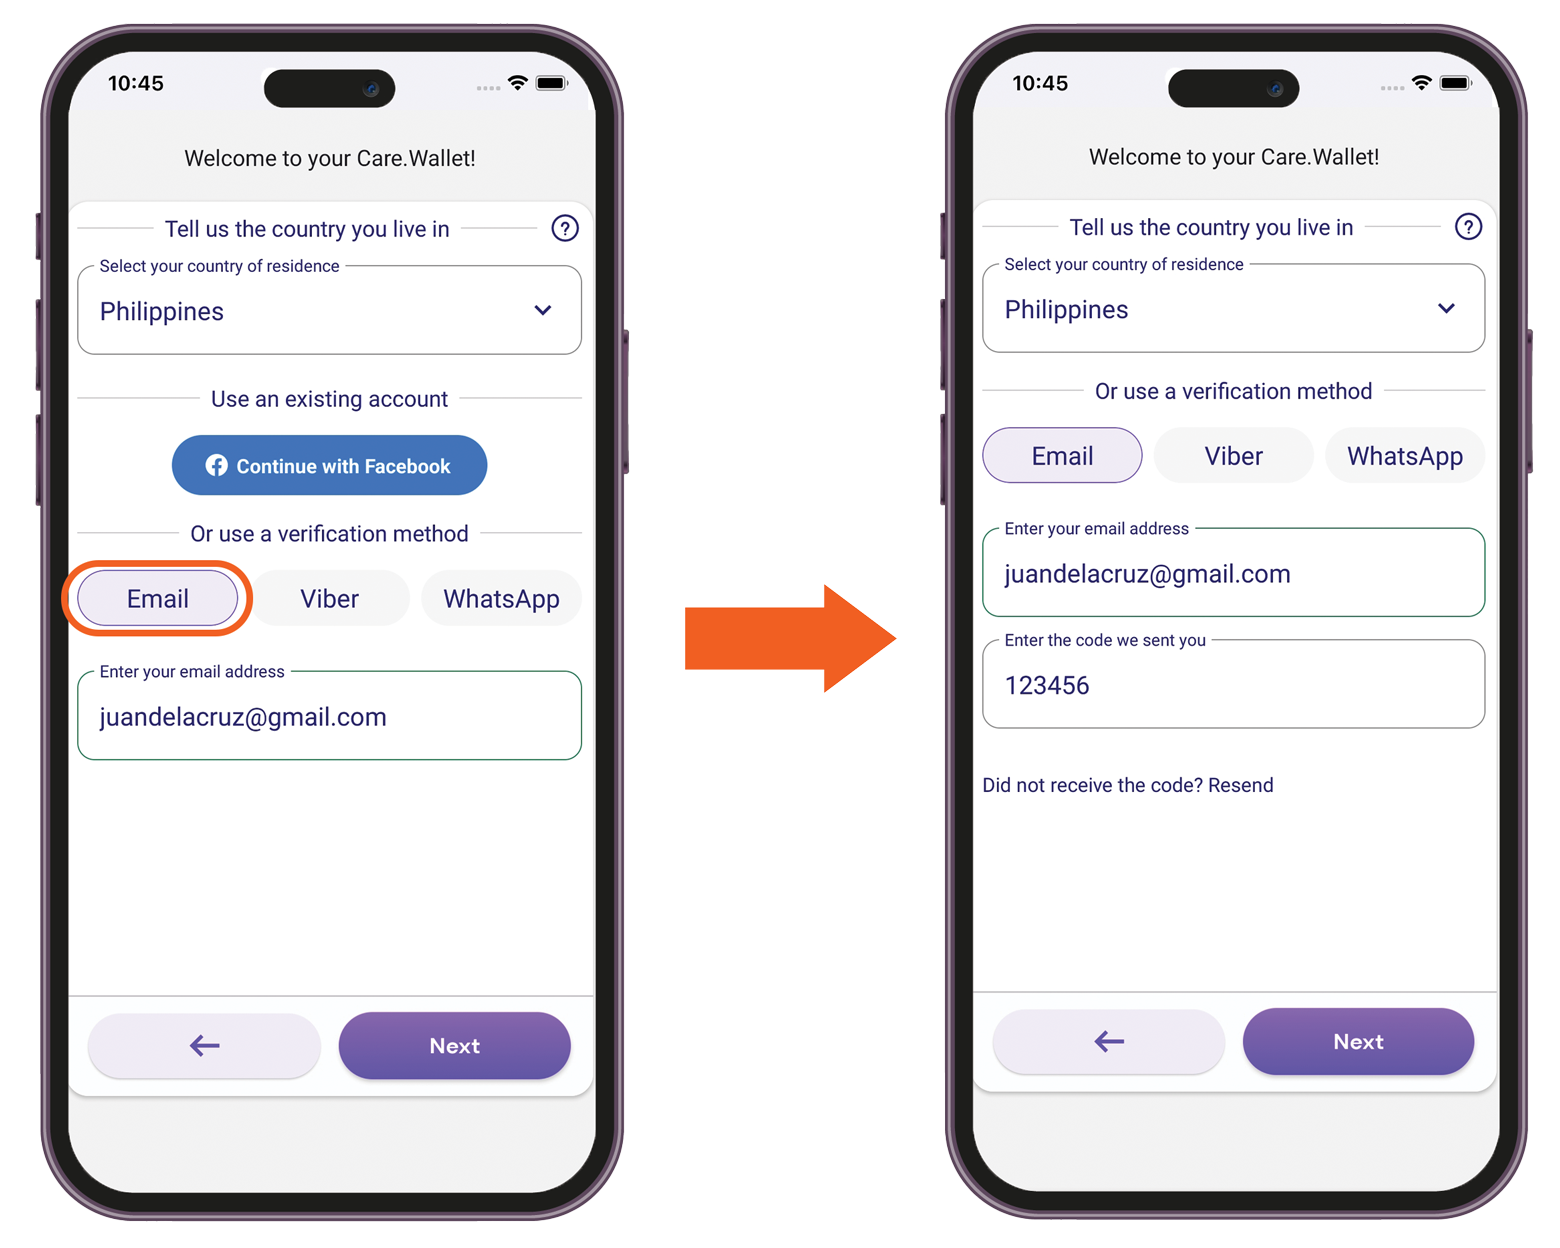 10:45
Welcome to your Care.Wallet!
Tell us the country you live in
?
Select your country of residence
Philippines
Use an existing account
Continue with Facebook
Or use a verification method
Email
Viber
WhatsApp
Enter your email address
juandelacruz@gmail.com
Next
10:45
Welcome to your Care.Wallet!
Tell us the country you live in
?
Select your country of residence
Philippines
Or use a verification method
Email
Viber
WhatsApp
Enter your email address
juandelacruz@gmail.com
Enter the code we sent you
123456
Did not receive the code? Resend
Next